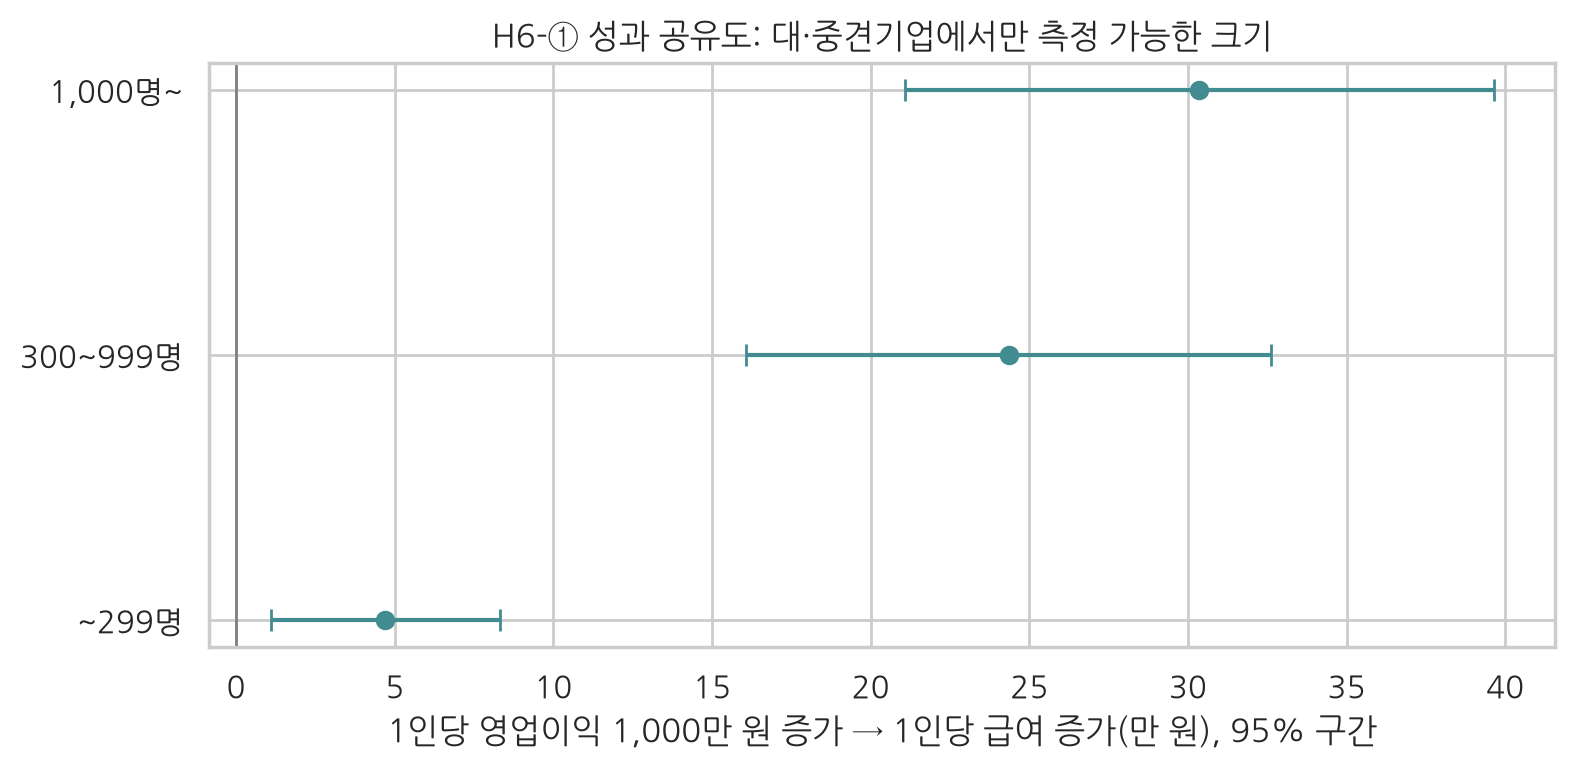 H6-① 성과 공유도: 대·중견기업에서만 측정 가능한 크기
1,000명~
300~999명
~299명
0 5 10 15 20 25 30 35 40
1인당 영업이익 1,000만 원 증가 → 1인당 급여 증가(만 원), 95% 구간